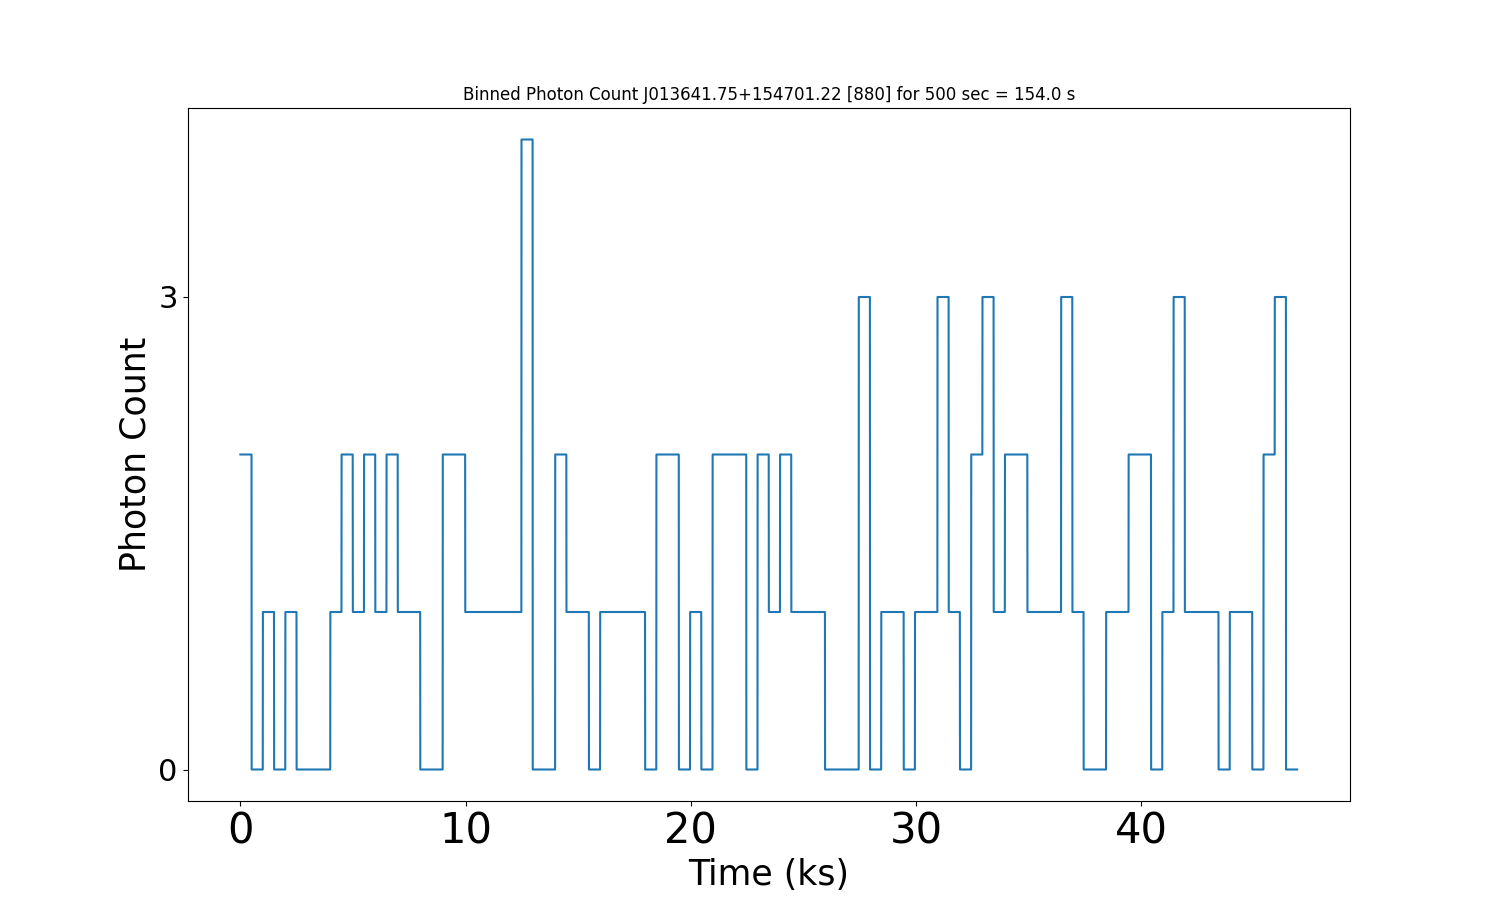 Binned Photon Count J013641.75+154701.22 [880] for 500 sec = 154.0 s
3
0
Photon Count
0 10 20 30 40
Time (ks)